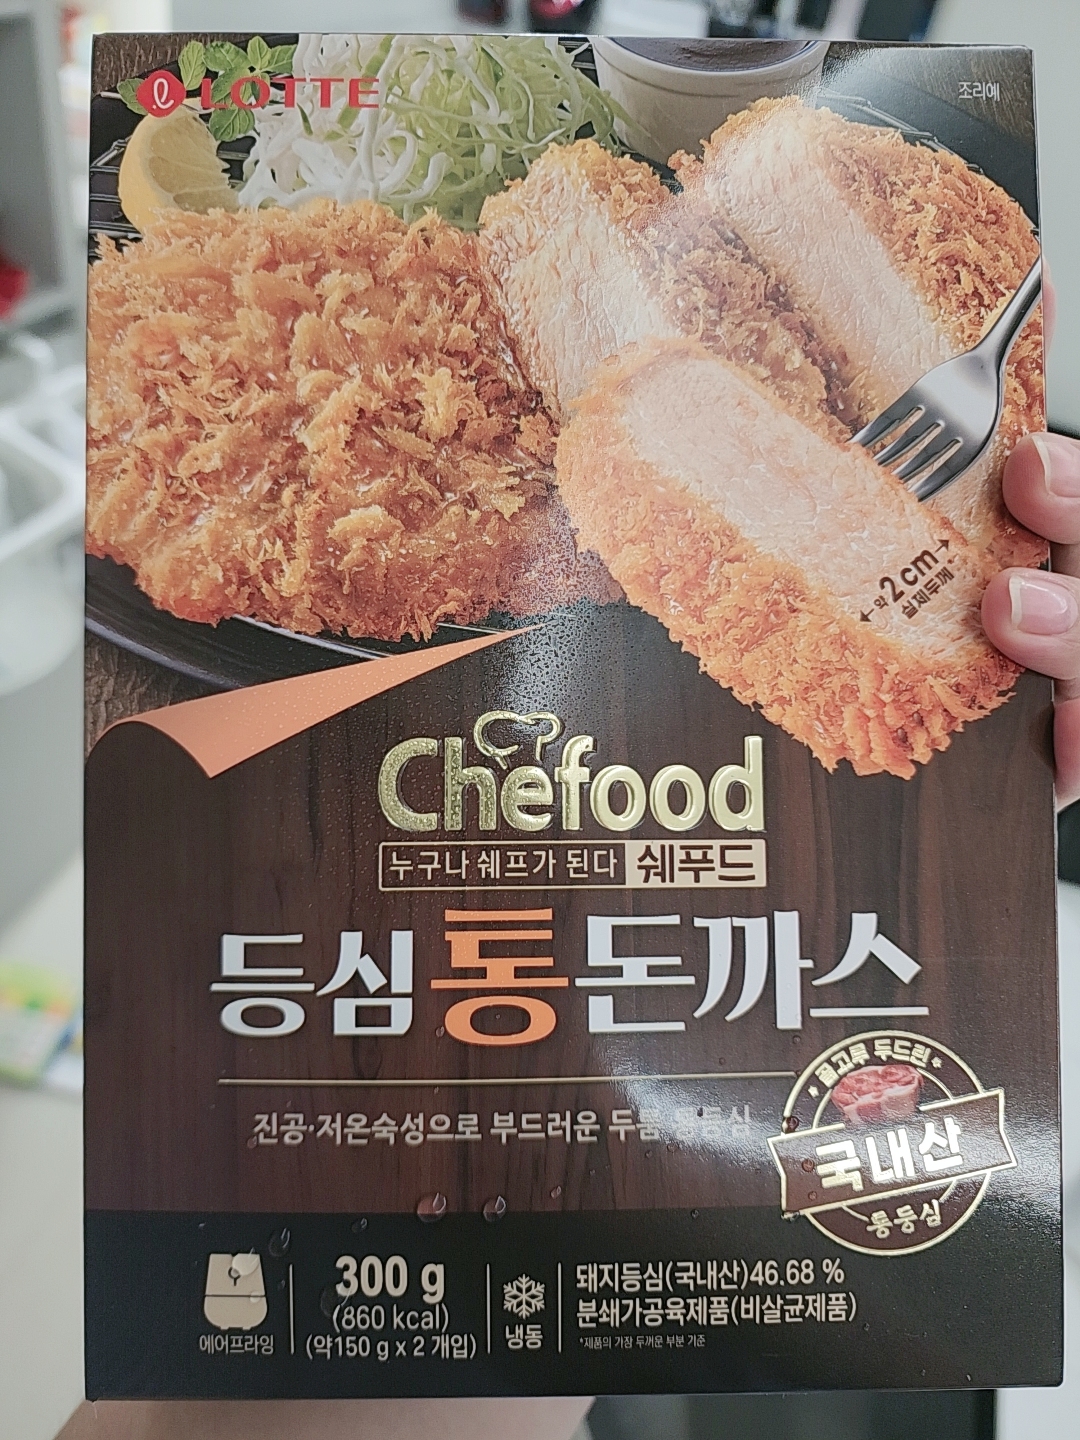 LOTTE
조리예
약 2cm
실제두께
Chefood
누구나 쉐프가 된다 쉐푸드
등심통돈까스
진공·저온숙성으로 부드러운 두툼 통등심
골고루 두드린
국내산
통등심
에어프라잉
300 g
(860 kcal)
(약150 g x 2 개입)
냉동
돼지등심(국내산)46.68 %
분쇄가공육제품(비살균제품)
*제품의 가장 두꺼운 부분 기준